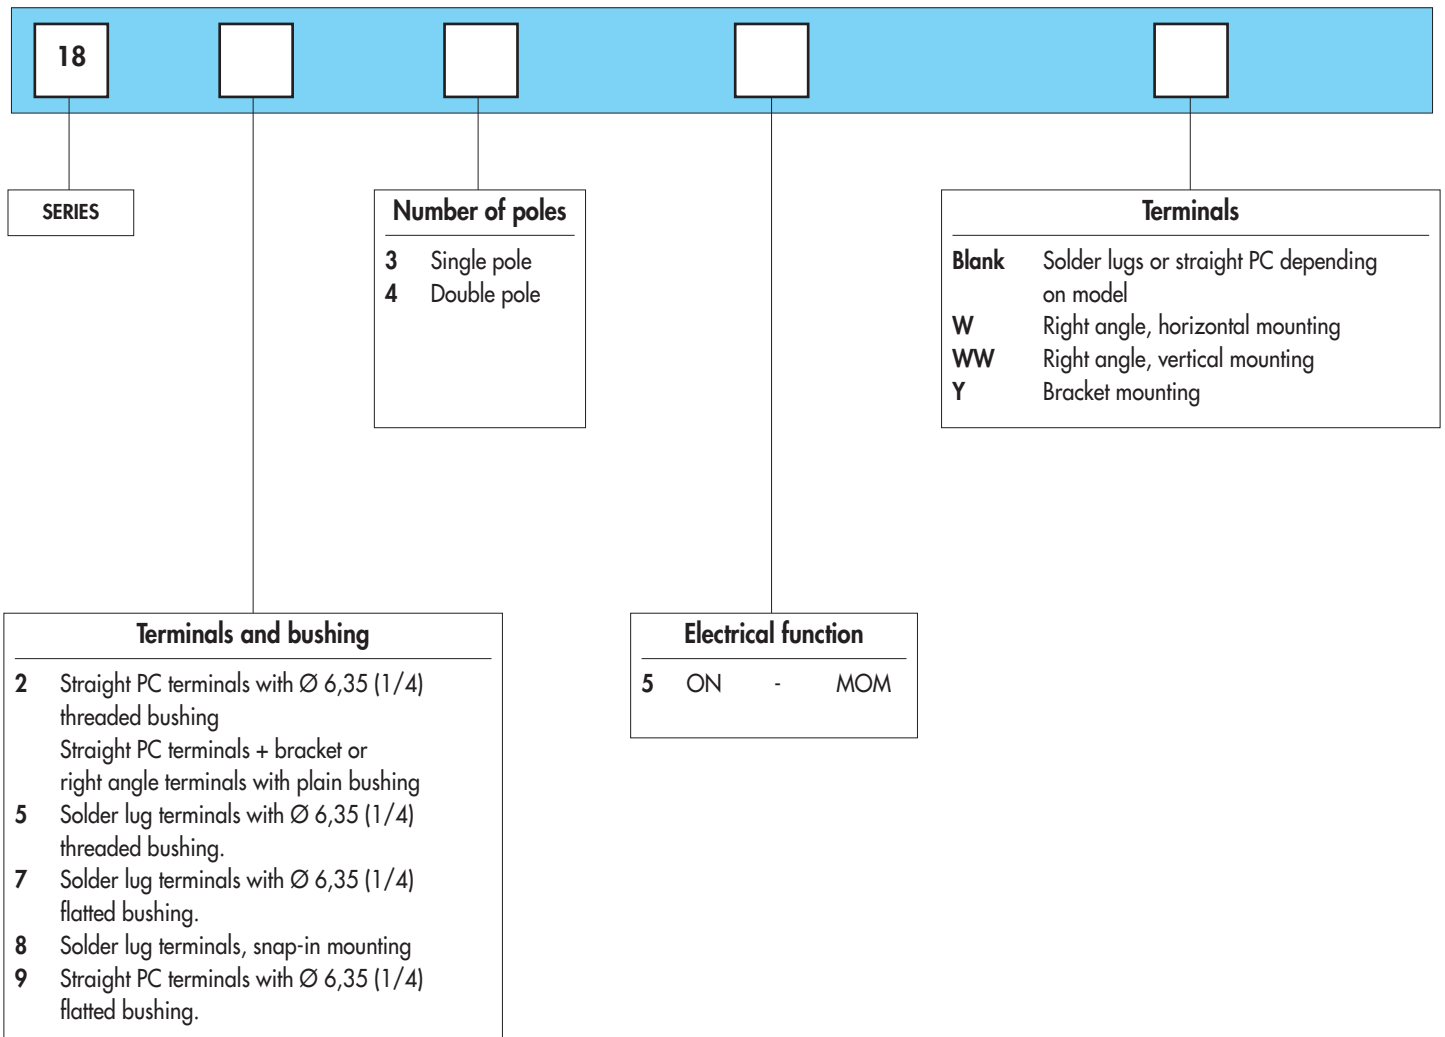 18
SERIES
Number of poles
3 Single pole
4 Double pole
Terminals
Blank Solder lugs or straight PC depending
on model
W Right angle, horizontal mounting
WW Right angle, vertical mounting
Y Bracket mounting
Terminals and bushing
2 Straight PC terminals with Ø 6,35 (1/4)
threaded bushing
Straight PC terminals + bracket or
right angle terminals with plain bushing
5 Solder lug terminals with Ø 6,35 (1/4)
threaded bushing.
7 Solder lug terminals with Ø 6,35 (1/4)
flatted bushing.
8 Solder lug terminals, snap-in mounting
9 Straight PC terminals with Ø 6,35 (1/4)
flatted bushing.
Electrical function
5 ON - MOM